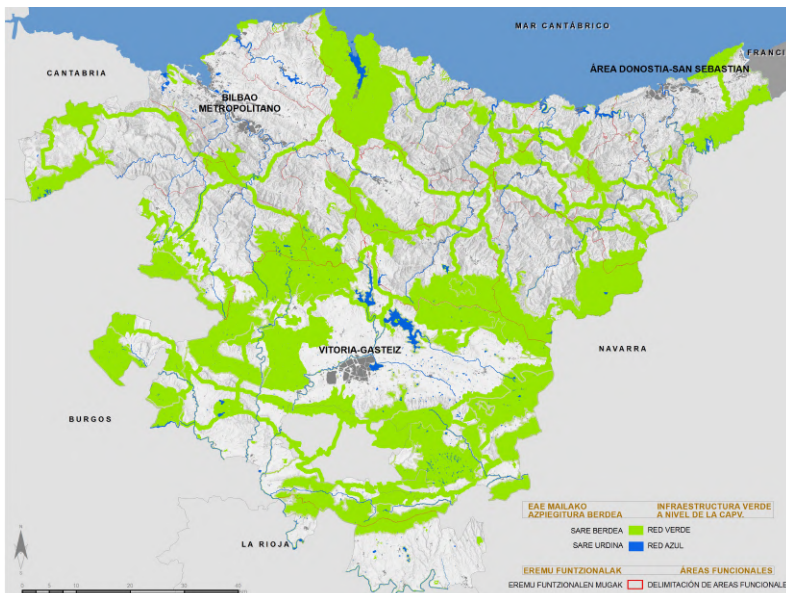 MAR CANTÁBRICO
FRANCI
CANTABRIA
ÁREA DONOSTIA-SAN SEBASTIAN
BILBAO
METROPOLITANO
VITORIA-GASTEIZ
NAVARRA
BURGOS
LA RIOJA
EAE MAILAKO
AZPIEGITURA BERDEA
INFRAESTRUCTURA VERDE
A NIVEL DE LA CAPV.
SARE BERDEA RED VERDE
SARE URDINA RED AZUL
EREMU FUNTZIONALAK ÁREAS FUNCIONALES
EREMU FUNTZIONALEN MUGAK DELIMITACIÓN DE AREAS FUNCIONALE
0 5 10 20 30 40